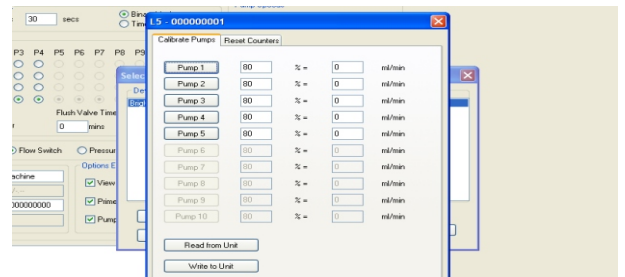 30 secs
L5 - 000000001
Calibrate Pumps Reset Counters
P3 P4 P5 P6 P7 P8 P9
Pump 1 80 % = 0 ml/min
Pump 2 80 % = 0 ml/min
Pump 3 80 % = 0 ml/min
Pump 4 80 % = 0 ml/min
Pump 5 80 % = 0 ml/min
Pump 6 80 % = 0 ml/min
Pump 7 80 % = 0 ml/min
Pump 8 80 % = 0 ml/min
Pump 9 80 % = 0 ml/min
Pump 10 80 % = 0 ml/min
Read from Unit
Write to Unit
Flush Valve Time
0 mins
Flow Switch Pressur
Options E
View
Prime
Pump
achine
00000000
Selec
De
Brigh